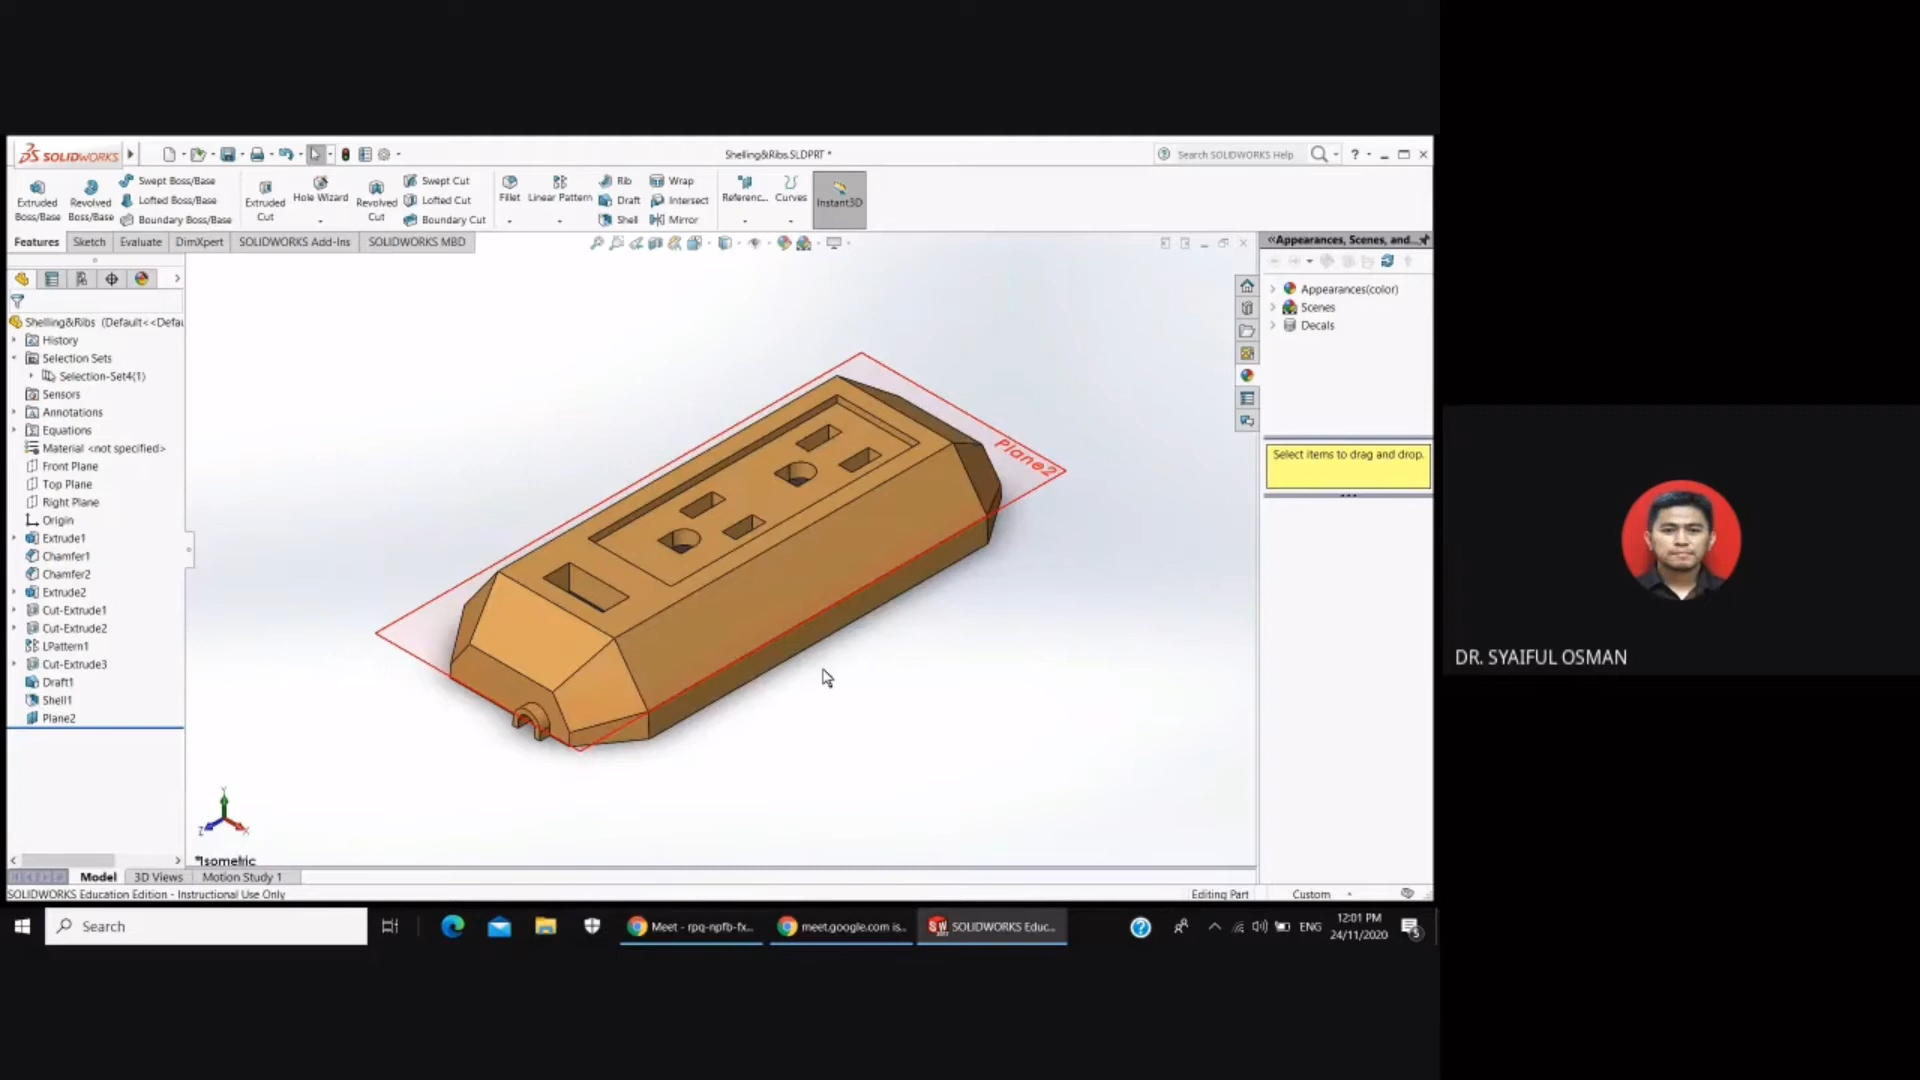 SOLIDWORKS
Shelling&Ribs.SLDPRT *
Search SOLIDWORKS Help
?
Extruded Boss/Base
Revolved Boss/Base
Swept Boss/Base
Lofted Boss/Base
Boundary Boss/Base
Extruded Cut
Hole Wizard
Revolved Cut
Swept Cut
Lofted Cut
Boundary Cut
Fillet
Linear Pattern
Rib
Draft
Shell
Wrap
Intersect
Mirror
Referenc...
Curves
Instant3D
Features
Sketch
Evaluate
DimXpert
SOLIDWORKS Add-Ins
SOLIDWORKS MBD
Appearances, Scenes, and...
Shelling&Ribs (Default<<Defau
History
Selection Sets
Selection-Set4(1)
Sensors
Annotations
Equations
Material <not specified>
Front Plane
Top Plane
Right Plane
Origin
Extrude1
Chamfer1
Chamfer2
Extrude2
Cut-Extrude1
Cut-Extrude2
LPattern1
Cut-Extrude3
Draft1
Shell1
Plane2
Plane2
Appearances(color)
Scenes
Decals
Select items to drag and drop.
Y
Z
X
*Isometric
Model
3D Views
Motion Study 1
SOLIDWORKS Education Edition - Instructional Use Only
Editing Part
Custom
Search
Meet - rpq-npfb-fx...
meet.google.com is...
SOLIDWORKS Educ...
ENG
12:01 PM
24/11/2020
5
DR. SYAIFUL OSMAN